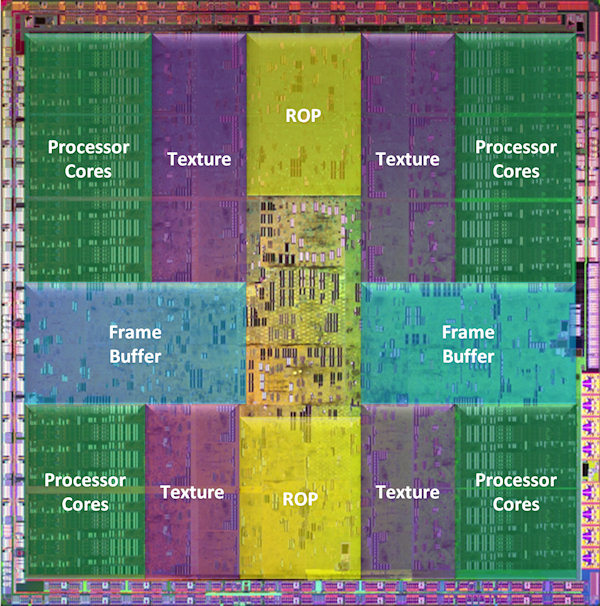 ROP
Processor
Cores
Texture
Texture
Processor
Cores
Frame
Buffer
Frame
Buffer
Processor
Cores
Texture
ROP
Texture
Processor
Cores